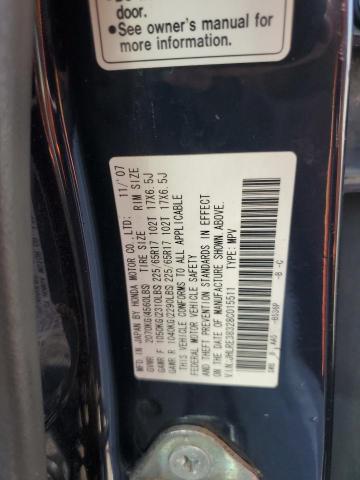 door.
●See owner's manual for
more information.
MFD. IN JAPAN BY HONDA MOTOR CO., LTD. 11/'07
TIRE SIZE RIM SIZE
GVWR 2070KG(4560LBS)
GAWR F 1050KG(2310LBS) 225/65R17 102T 17X6.5J
GAWR R 1040KG(2290LBS) 225/65R17 102T 17X6.5J
THIS VEHICLE CONFORMS TO ALL APPLICABLE
FEDERAL MOTOR VEHICLE SAFETY
AND THEFT PREVENTION STANDARDS IN EFFECT
ON THE DATE OF MANUFACTURE SHOWN ABOVE.
V.I.N: JHLRE38328C015511 TYPE: MPV
-B -C